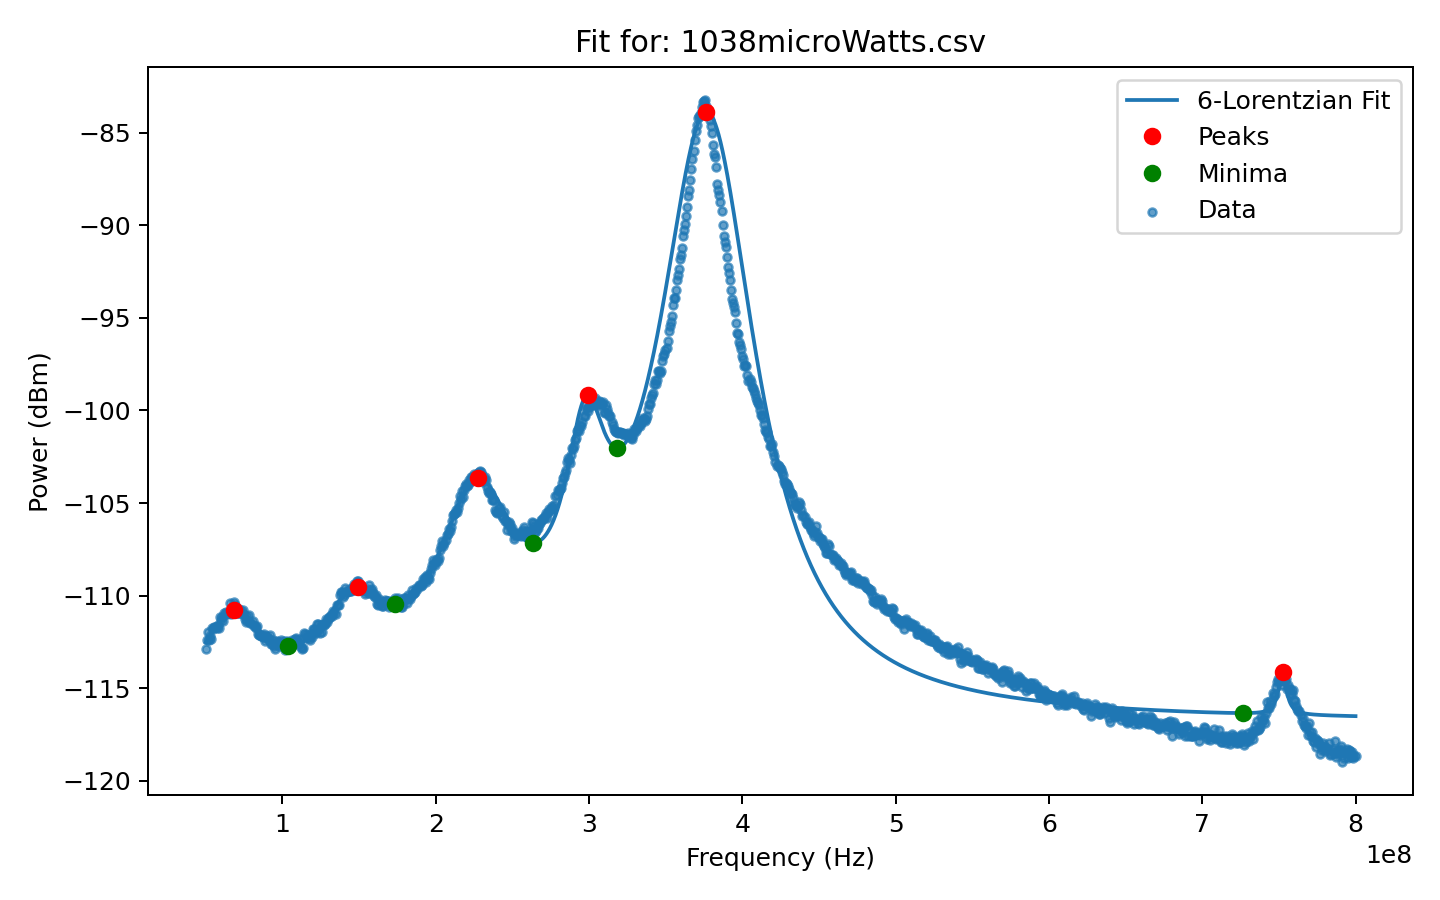 Fit for: 1038microWatts.csv
6-Lorentzian Fit
Peaks
Minima
Data
Power (dBm)
−85
−90
−95
−100
−105
−110
−115
−120
1 2 3 4 5 6 7 8
1e8
Frequency (Hz)